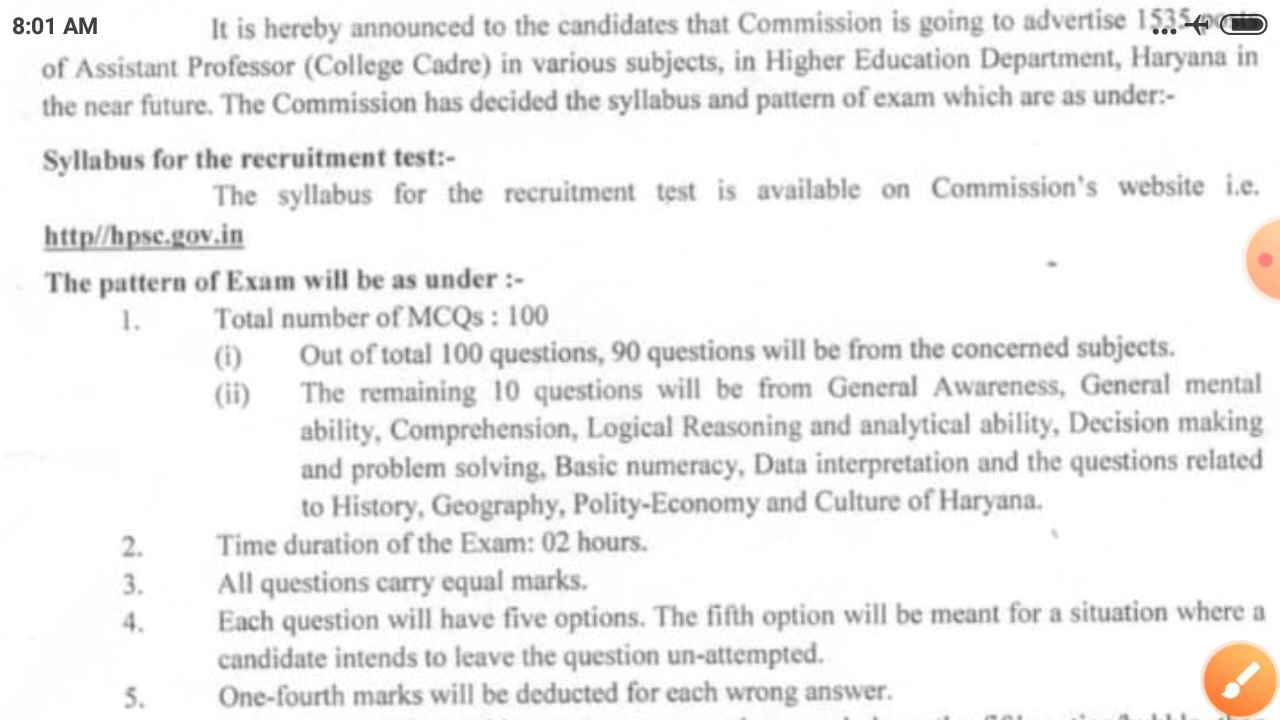 8:01 AM
It is hereby announced to the candidates that Commission is going to advertise 1535
of Assistant Professor (College Cadre) in various subjects, in Higher Education Department, Haryana in
the near future. The Commission has decided the syllabus and pattern of exam which are as under:-
Syllabus for the recruitment test:-
The syllabus for the recruitment test is available on Commission's website i.e.
http//hpsc.gov.in
The pattern of Exam will be as under :-
1. Total number of MCQs : 100
(i) Out of total 100 questions, 90 questions will be from the concerned subjects.
(ii) The remaining 10 questions will be from General Awareness, General mental
ability, Comprehension, Logical Reasoning and analytical ability, Decision making
and problem solving, Basic numeracy, Data interpretation and the questions related
to History, Geography, Polity-Economy and Culture of Haryana.
2. Time duration of the Exam: 02 hours.
3. All questions carry equal marks.
4. Each question will have five options. The fifth option will be meant for a situation where a
candidate intends to leave the question un-attempted.
5. One-fourth marks will be deducted for each wrong answer.